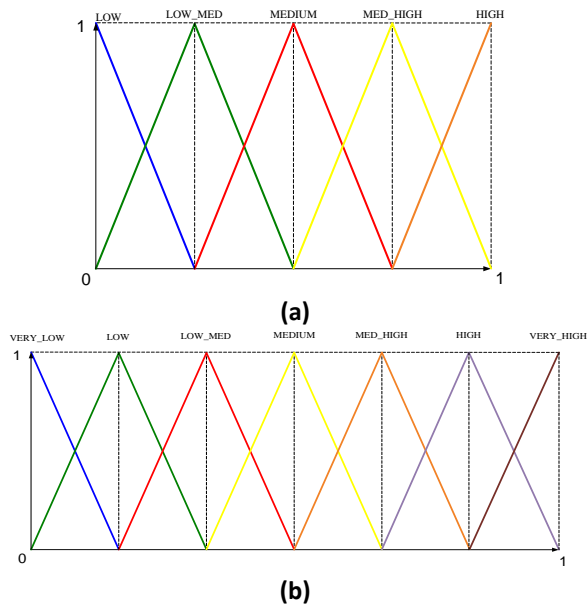 LOW LOW_MED MEDIUM MED_HIGH HIGH
1
0 1
(a)
VERY_LOW LOW LOW_MED MEDIUM MED_HIGH HIGH VERY_HIGH
1
0 1
(b)